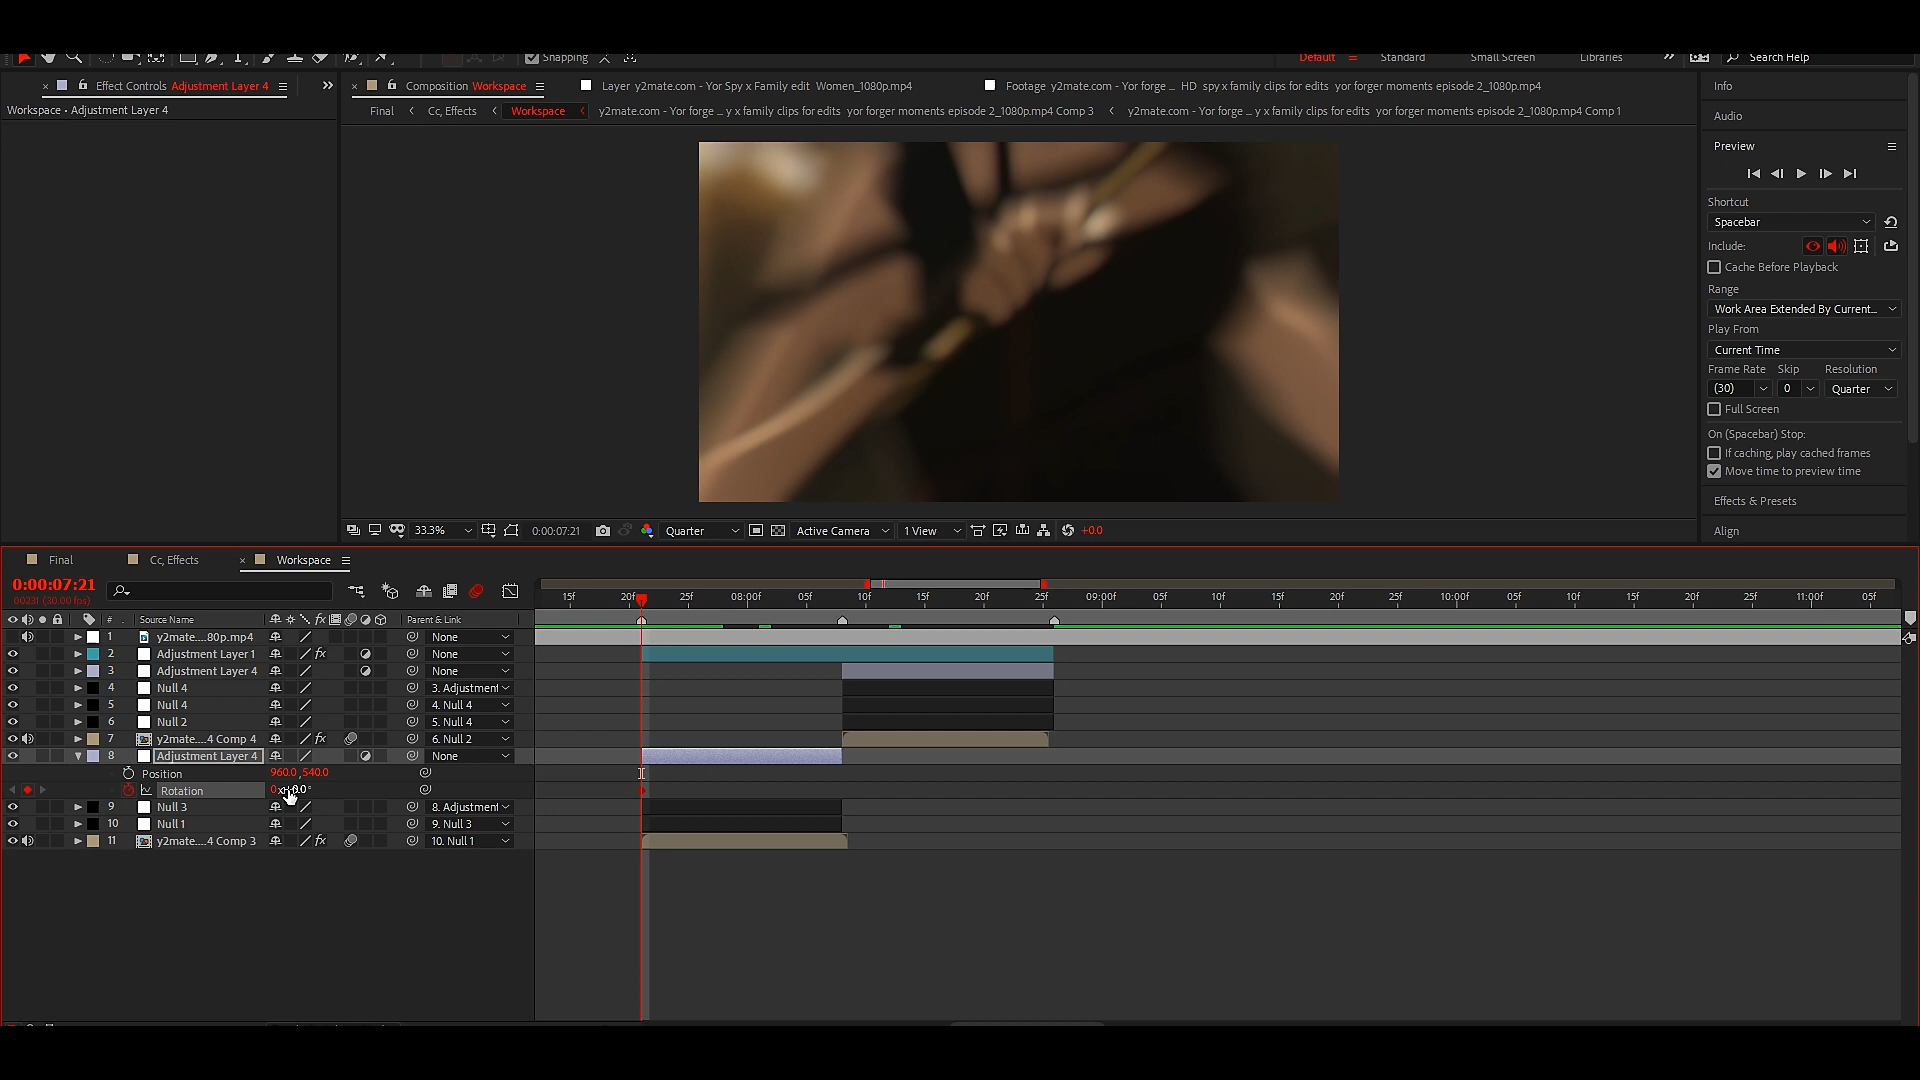 Snapping
Default
Standard
Small Screen
Libraries
Search Help
Effect Controls Adjustment Layer 4
Composition Workspace
Layer y2mate.com - Yor Spy x Family edit Women_1080p.mp4
Footage y2mate.com - Yor forge ... HD spy x family clips for edits yor forger moments episode 2_1080p.mp4
Info
Workspace • Adjustment Layer 4
Final
Cc, Effects
Workspace
y2mate.com - Yor forge ... y x family clips for edits yor forger moments episode 2_1080p.mp4 Comp 3
y2mate.com - Yor forge ... y x family clips for edits yor forger moments episode 2_1080p.mp4 Comp 1
Audio
Preview
Shortcut
Spacebar
Include:
Cache Before Playback
Range
Work Area Extended By Current...
Play From
Current Time
Frame Rate Skip Resolution
(30) 0 Quarter
Full Screen
On (Spacebar) Stop:
If caching, play cached frames
Move time to preview time
Effects & Presets
Align
33.3%
0:00:07:21
Quarter
Active Camera
1 View
+0.0
Final
Cc, Effects
Workspace
0:00:07:21
00231 (30.00 fps)
15f 20f 25f 08:00f 05f 10f 15f 20f 25f 09:00f 05f 10f 15f 20f 25f 10:00f 05f 10f 15f 20f 25f 11:00f 05f
# Source Name fx Parent & Link
1 y2mate....80p.mp4 None
2 Adjustment Layer 1 fx None
3 Adjustment Layer 4 None
4 Null 4 3. Adjustment
5 Null 4 4. Null 4
6 Null 2 5. Null 4
7 y2mate....4 Comp 4 fx 6. Null 2
8 Adjustment Layer 4 None
Position 960.0, 540.0
Rotation
9 Null 3 8. Adjustment
10 Null 1 9. Null 3
11 y2mate....4 Comp 3 fx 10. Null 1